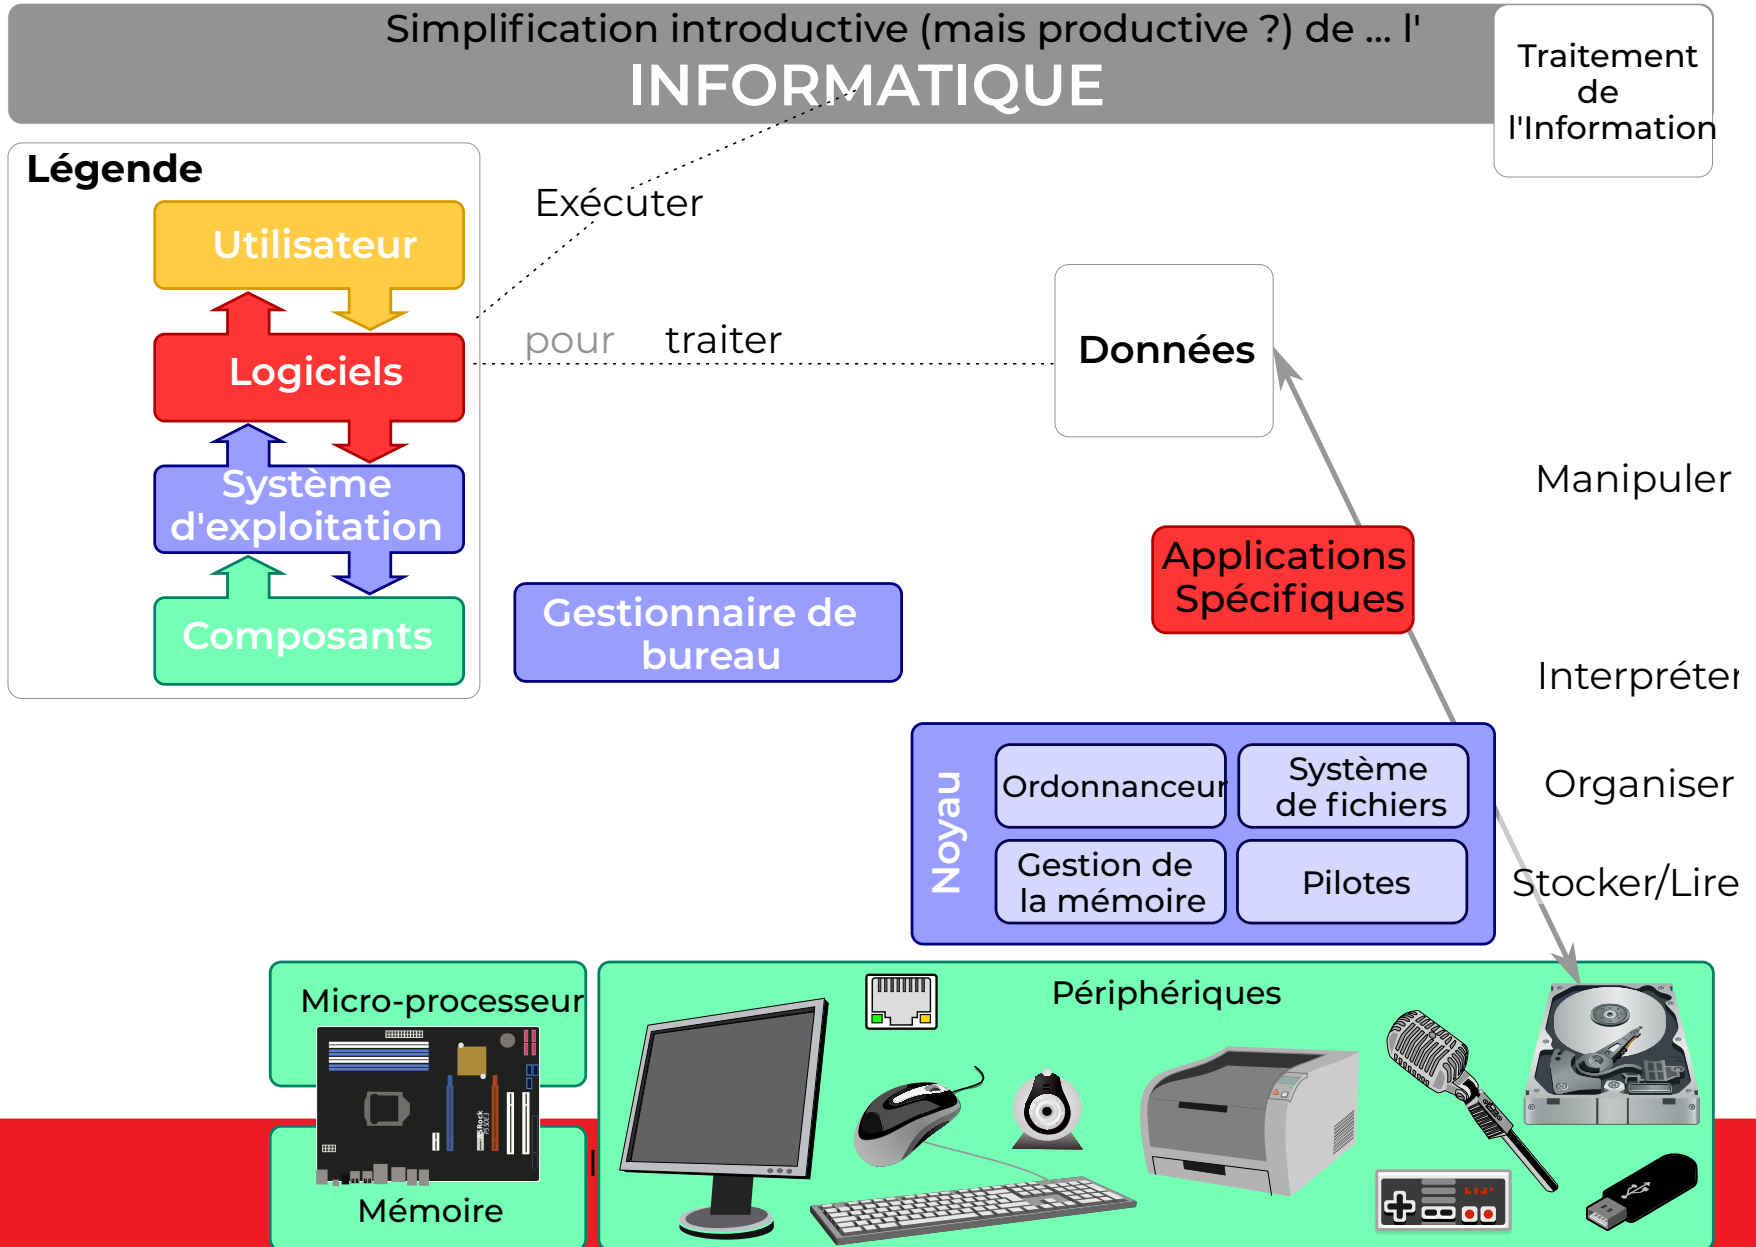 Simplification introductive (mais productive ?) de ... l'
INFORMATIQUE
Traitement
de
l'Information
Légende
Utilisateur
Logiciels
Système
d'exploitation
Composants
Exécuter
pour traiter
Données
Manipuler
Applications
Spécifiques
Gestionnaire de
bureau
Interpréter
Noyau
Ordonnanceur
Système
de fichiers
Organiser
Gestion de
la mémoire
Pilotes
Stocker/Lire
Micro-processeur
Périphériques
Mémoire